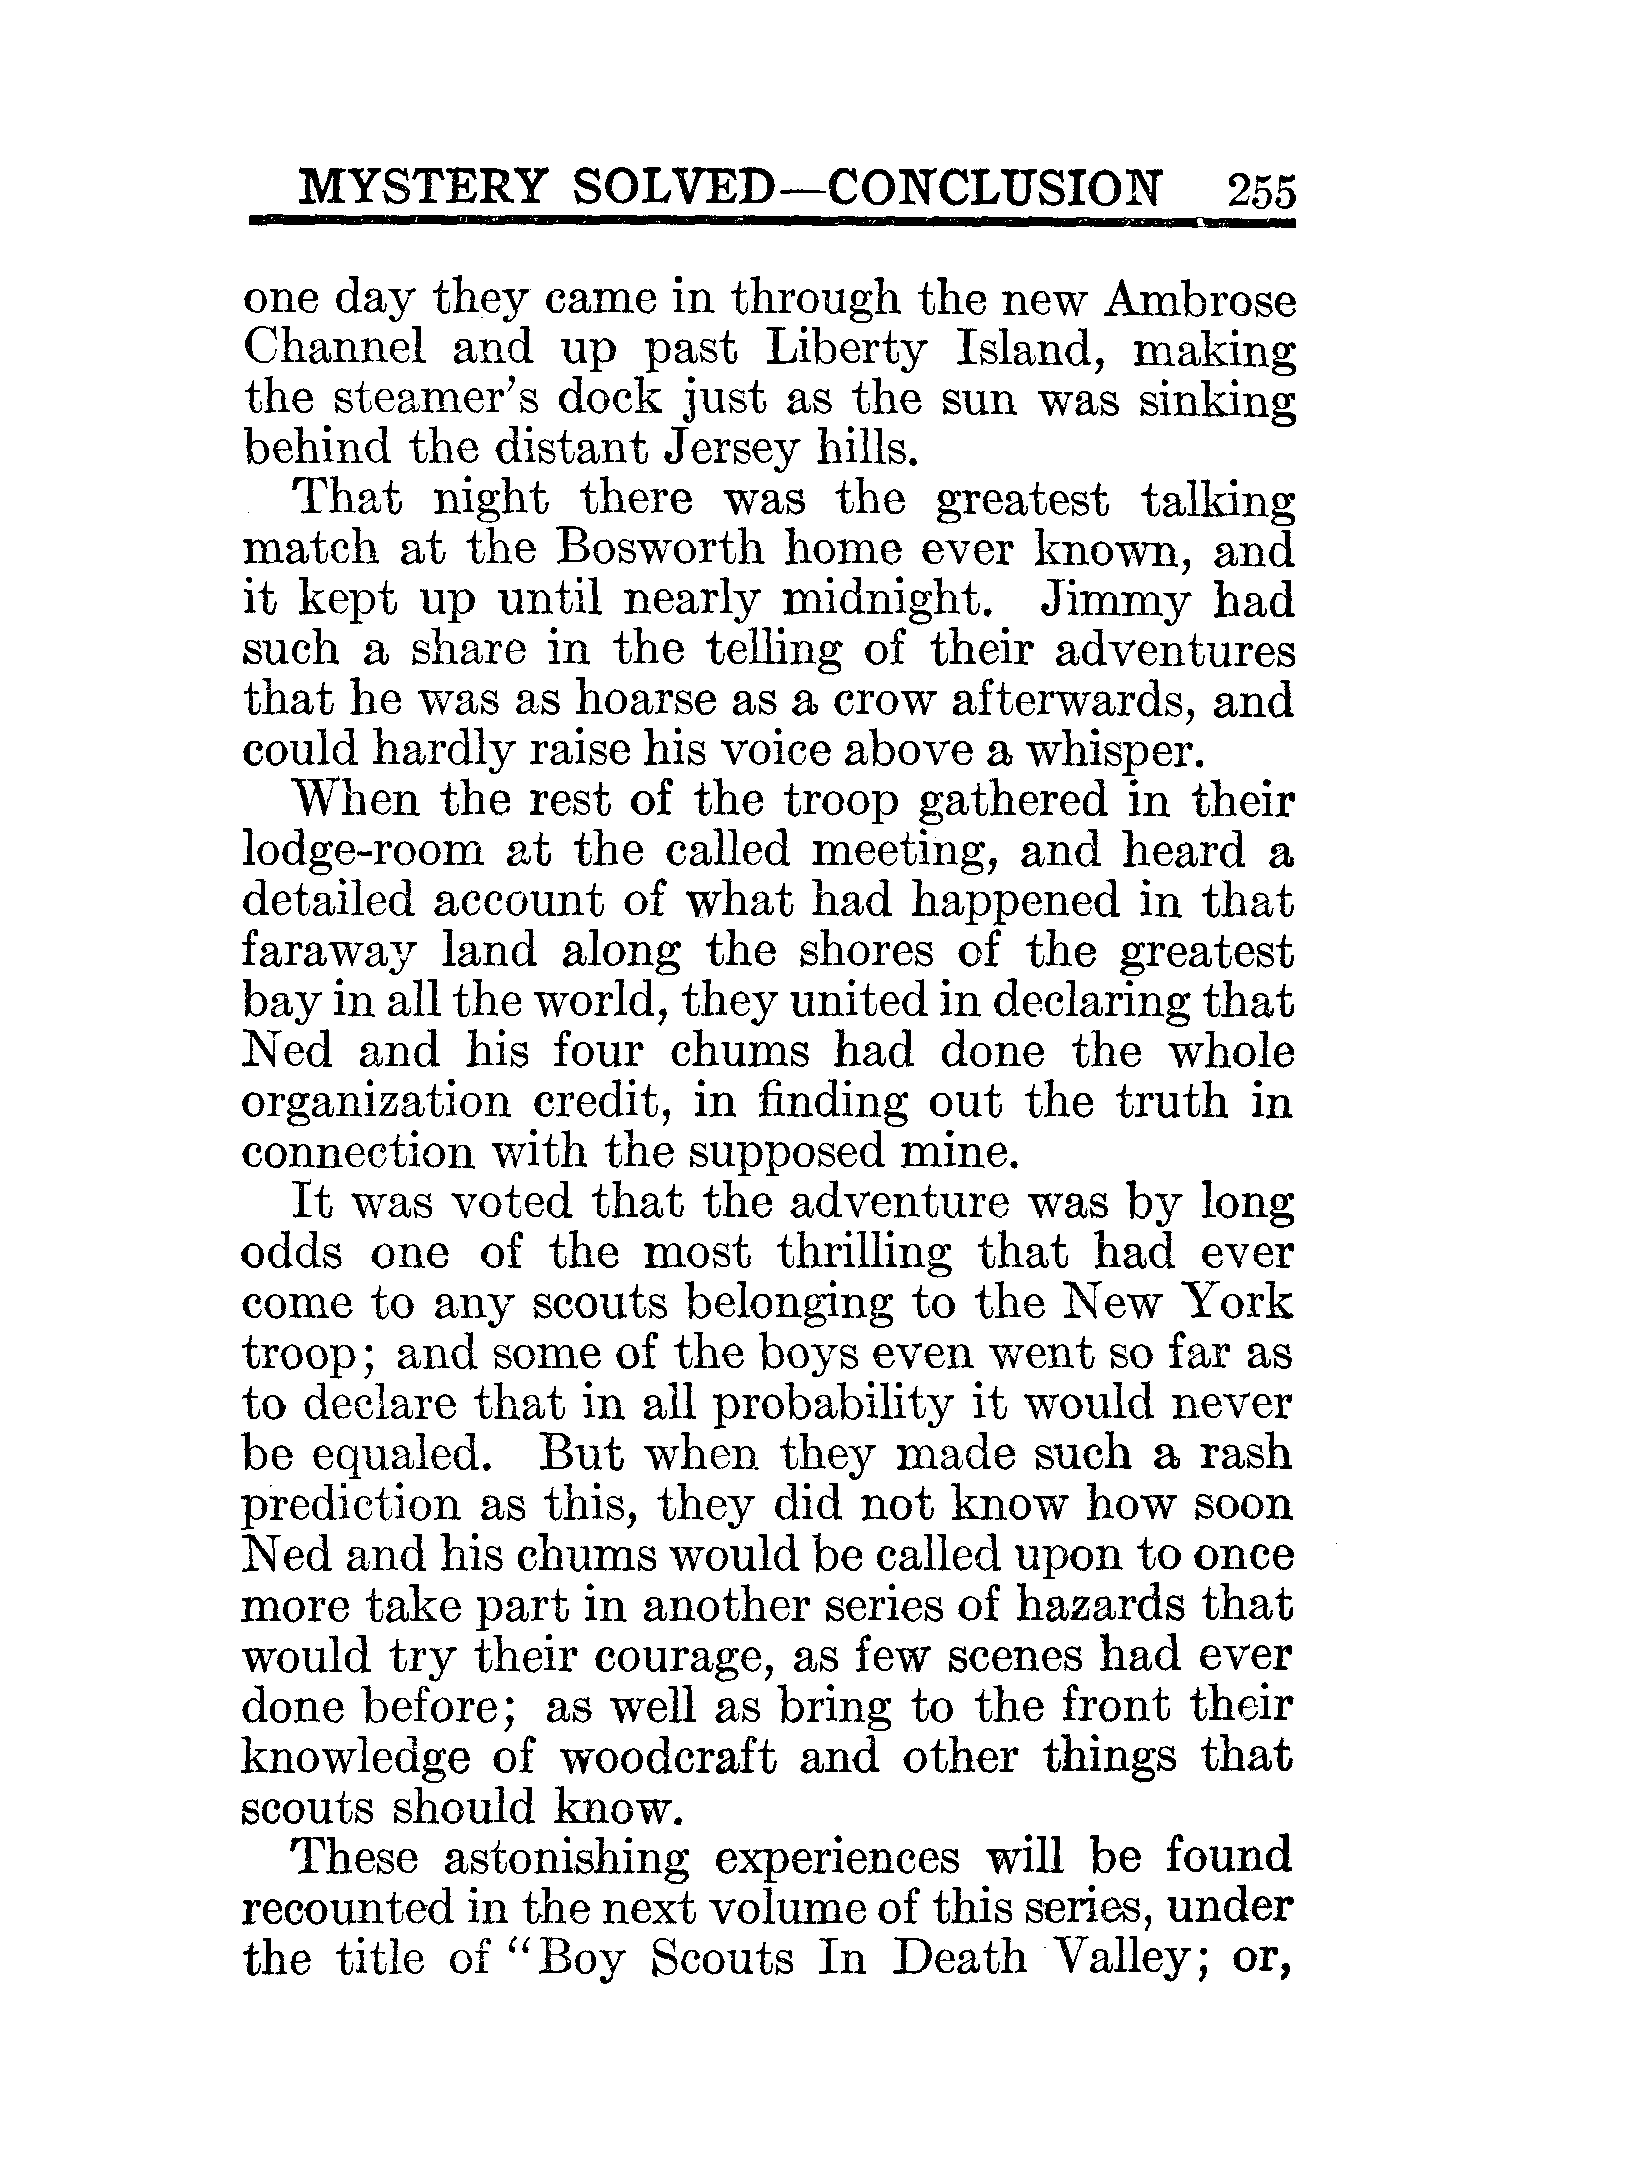 MYSTERY SOLVED—CONCLUSION 255
one day they came in through the new Ambrose
Channel and up past Liberty Island, making
the steamer's dock just as the sun was sinking
behind the distant Jersey hills.
That night there was the greatest talking
match at the Bosworth home ever known, and
it kept up until nearly midnight. Jimmy had
such a share in the telling of their adventures
that he was as hoarse as a crow afterwards, and
could hardly raise his voice above a whisper.
When the rest of the troop gathered in their
lodge-room at the called meeting, and heard a
detailed account of what had happened in that
faraway land along the shores of the greatest
bay in all the world, they united in declaring that
Ned and his four chums had done the whole
organization credit, in finding out the truth in
connection with the supposed mine.
It was voted that the adventure was by long
odds one of the most thrilling that had ever
come to any scouts belonging to the New York
troop; and some of the boys even went so far as
to declare that in all probability it would never
be equaled. But when they made such a rash
prediction as this, they did not know how soon
Ned and his chums would be called upon to once
more take part in another series of hazards that
would try their courage, as few scenes had ever
done before; as well as bring to the front their
knowledge of woodcraft and other things that
scouts should know.
These astonishing experiences will be found
recounted in the next volume of this series, under
the title of "Boy Scouts In Death Valley; or,